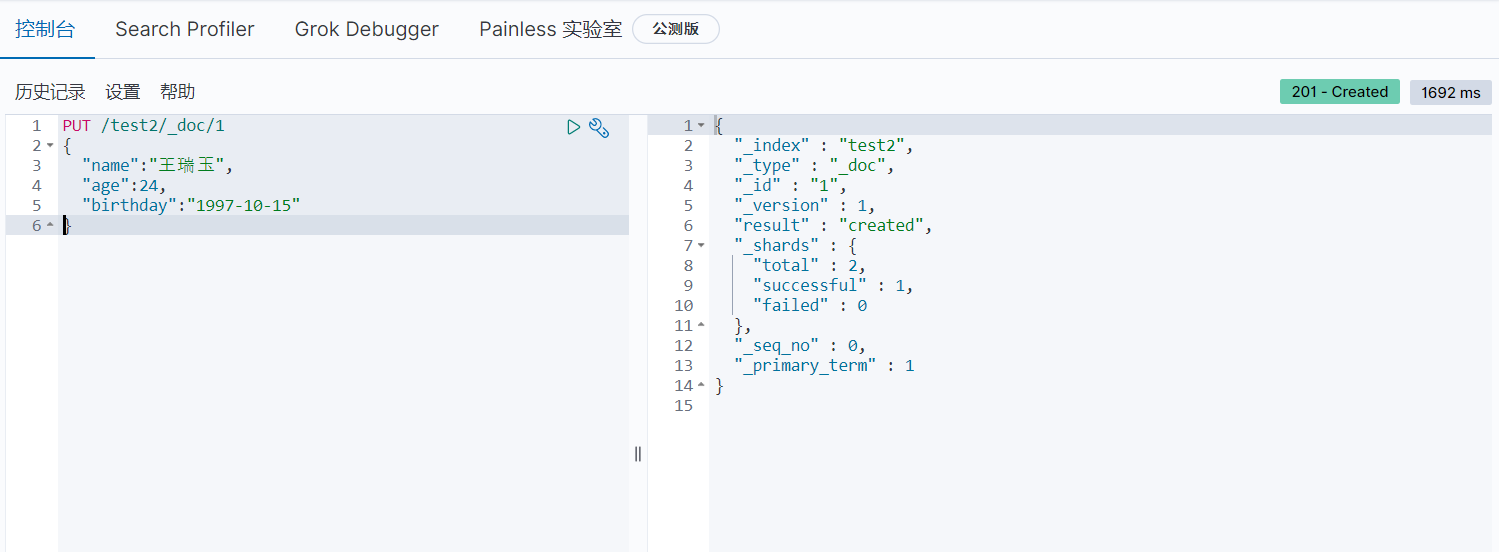 控制台 Search Profiler Grok Debugger Painless 实验室 公测版
历史记录 设置 帮助 201 - Created 1692 ms
1 PUT /test2/_doc/1
2 {
3 "name":"王瑞玉",
4 "age":24,
5 "birthday":"1997-10-15"
6 }
1 {
2 "_index" : "test2",
3 "_type" : "_doc",
4 "_id" : "1",
5 "_version" : 1,
6 "result" : "created",
7 "_shards" : {
8 "total" : 2,
9 "successful" : 1,
10 "failed" : 0
11 },
12 "_seq_no" : 0,
13 "_primary_term" : 1
14 }
15